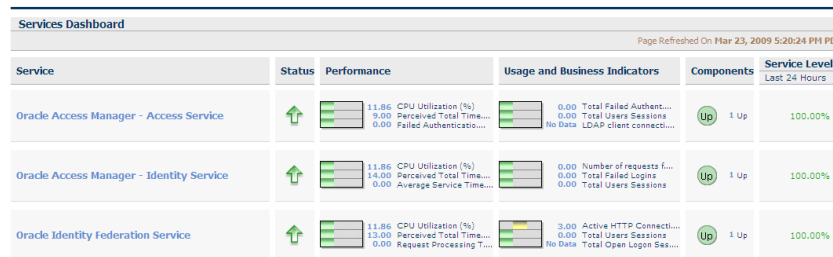 Services Dashboard
Page Refreshed On Mar 23, 2009 5:20:24 PM
Service Status Performance Usage and Business Indicators Components Service Level
Last 24 Hours
Oracle Access Manager - Access Service
11.86 CPU Utilization (%)
9.00 Perceived Total Time....
0.00 Failed Authenticatio....
0.00 Total Failed Authent....
0.00 Total Users Sessions
No Data LDAP client connecti....
Up 1 Up 100.00%
Oracle Access Manager - Identity Service
11.86 CPU Utilization (%)
14.00 Perceived Total Time....
0.00 Average Service Time....
0.00 Number of requests f....
0.00 Total Failed Logins
0.00 Total Users Sessions
Up 1 Up 100.00%
Oracle Identity Federation Service
11.86 CPU Utilization (%)
13.00 Perceived Total Time....
0.00 Request Processing T....
3.00 Active HTTP Connecti....
0.00 Total Users Sessions
No Data Total Open Logon Ses....
Up 1 Up 100.00%